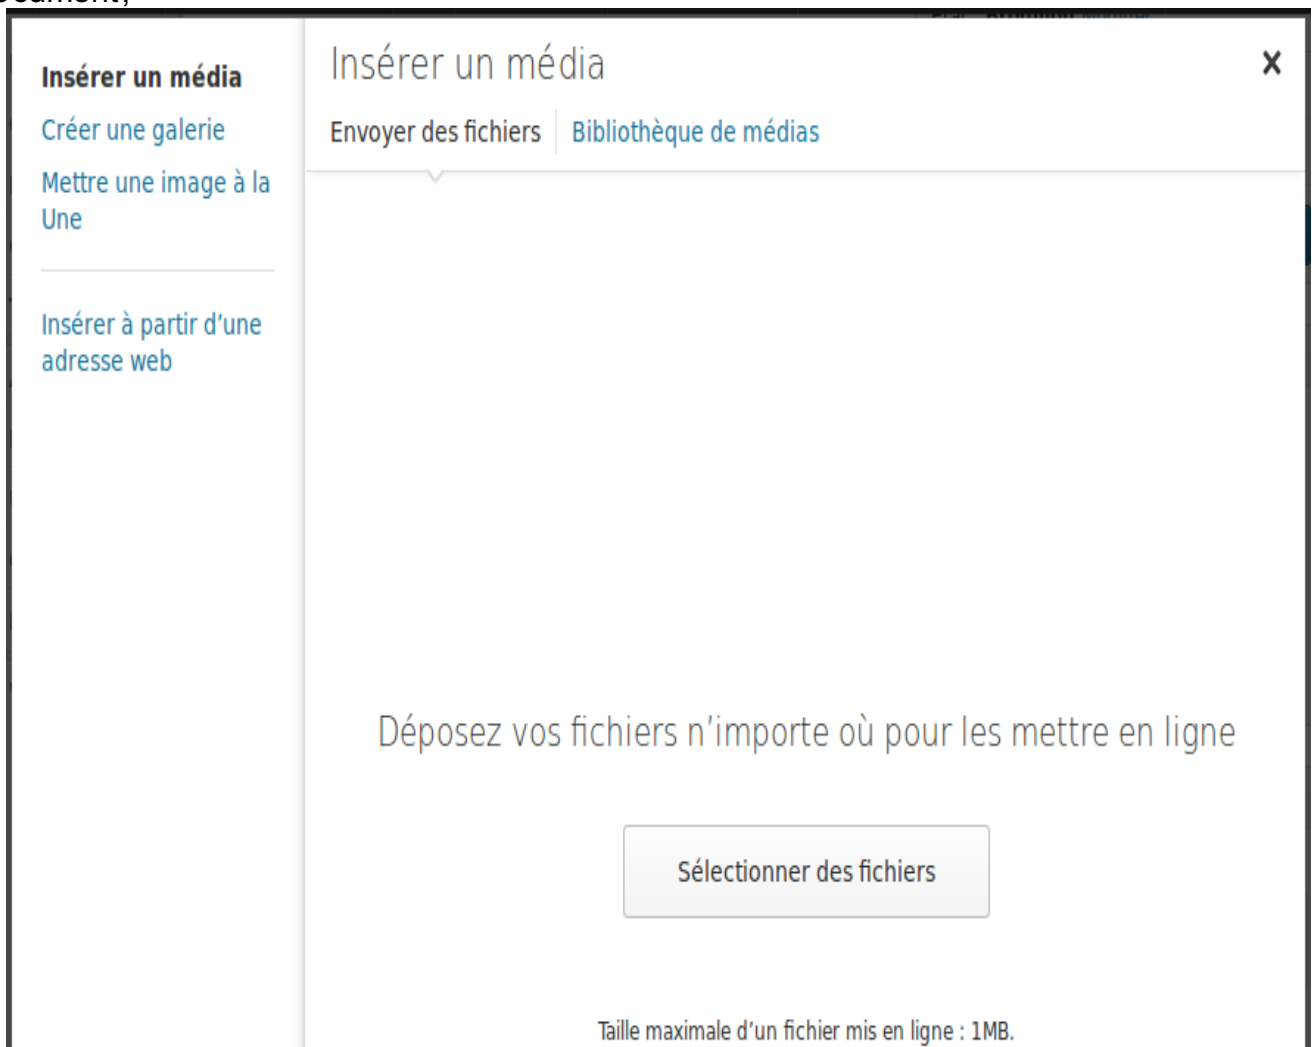 Insérer un média
Créer une galerie
Mettre une image à la
Une
Insérer à partir d’une
adresse web
Insérer un média
Envoyer des fichiers
Bibliothèque de médias
Déposez vos fichiers n’importe où pour les mettre en ligne
Sélectionner des fichiers
Taille maximale d’un fichier mis en ligne : 1MB.